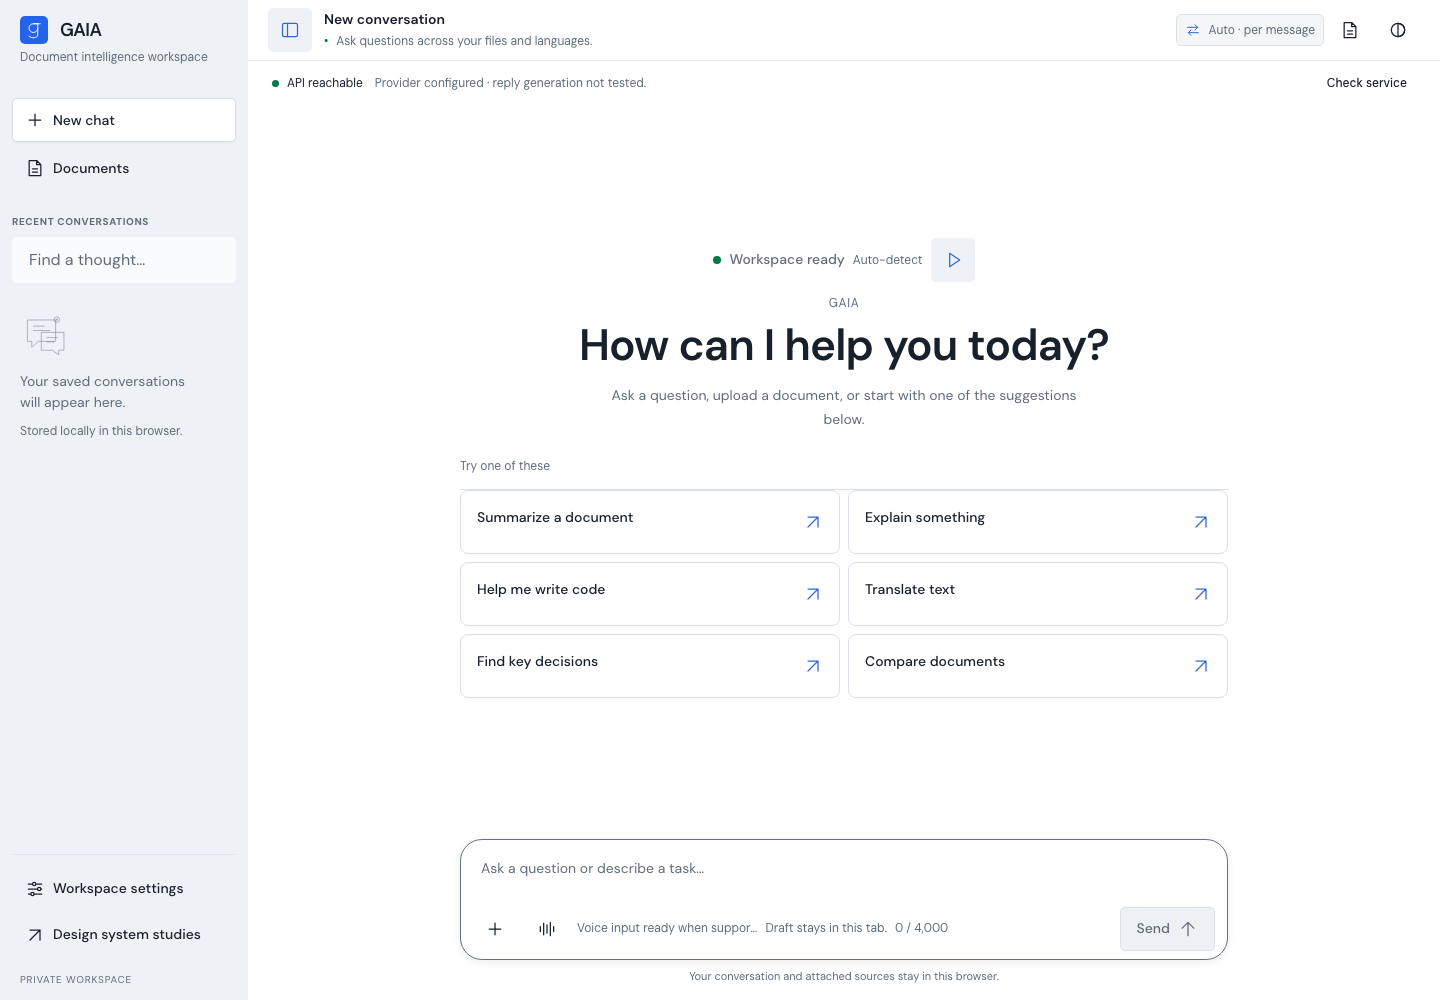 GAIA
Document intelligence workspace
New chat
Documents
RECENT CONVERSATIONS
Find a thought...
Your saved conversations
will appear here.
Stored locally in this browser.
Workspace settings
Design system studies
PRIVATE WORKSPACE
New conversation
• Ask questions across your files and languages.
Auto · per message
API reachable Provider configured · reply generation not tested.
Check service
Workspace ready Auto-detect
GAIA
How can I help you today?
Ask a question, upload a document, or start with one of the suggestions
below.
Try one of these
Summarize a document
Explain something
Help me write code
Translate text
Find key decisions
Compare documents
Ask a question or describe a task...
Voice input ready when suppor... Draft stays in this tab. 0 / 4,000
Send
Your conversation and attached sources stay in this browser.